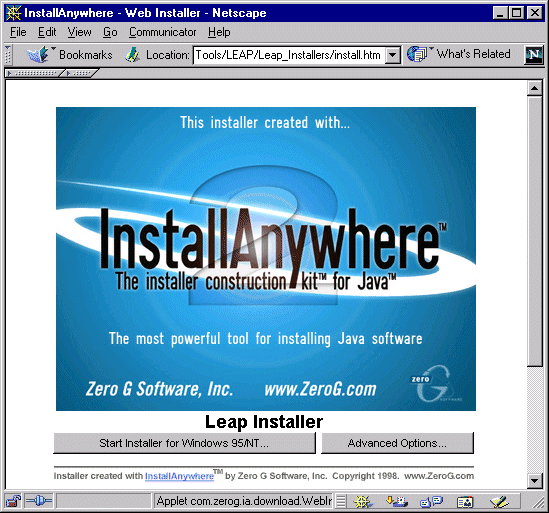 InstallAnywhere - Web Installer - Netscape
File Edit View Go Communicator Help
Bookmarks Location: Tools/LEAP/Leap_Installers/install.htm What's Related N
This installer created with...
2
InstallAnywhere™
The installer construction kit™ for Java™
The most powerful tool for installing Java software
Zero G Software, Inc. www.ZeroG.com
zero G SOFTWARE
Leap Installer
Start Installer for Windows 95/NT... Advanced Options...
Installer created with InstallAnywhere™ by Zero G Software, Inc. Copyright 1998. www.ZeroG.com
Applet com.zerog.ia.download.WebIn